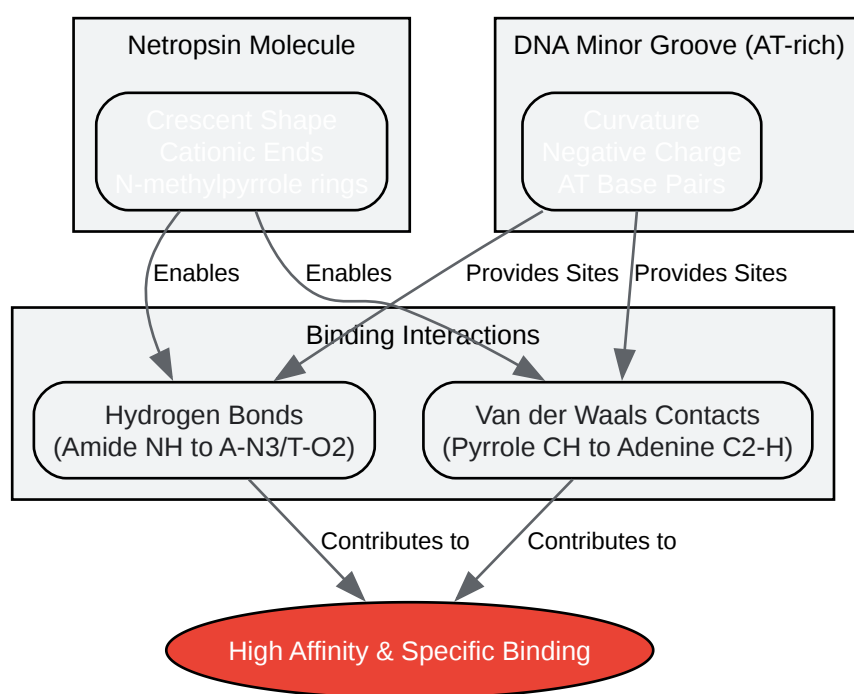 Netropsin Molecule
DNA Minor Groove (AT-rich)
Crescent Shape
Cationic Ends
N-methylpyrrole rings
Curvature
Negative Charge
AT Base Pairs
Enables
Enables
Provides Sites
Provides Sites
Binding Interactions
Hydrogen Bonds
(Amide NH to A-N3/T-O2)
Van der Waals Contacts
(Pyrrole CH to Adenine C2-H)
Contributes to
Contributes to
High Affinity & Specific Binding